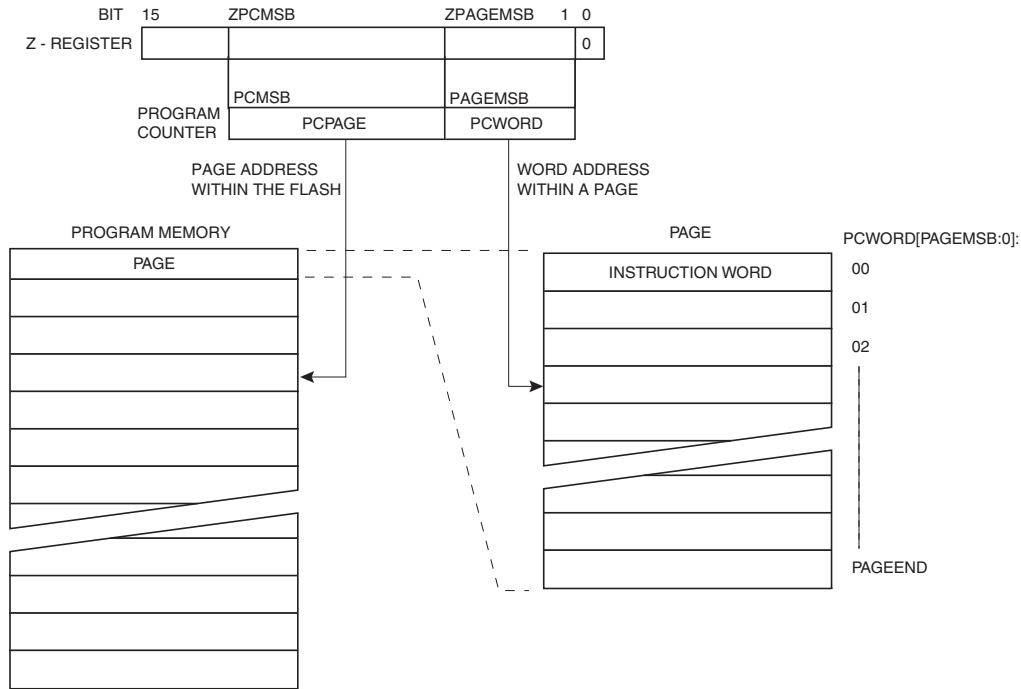 BIT 15 ZPCMSB ZPAGEMSB 1 0
Z - REGISTER 0
PCMSB PAGEMSB
PROGRAM
COUNTER
PCPAGE PCWORD
PAGE ADDRESS
WITHIN THE FLASH
WORD ADDRESS
WITHIN A PAGE
PROGRAM MEMORY
PAGE
PAGE
PCWORD[PAGEMSB:0]:
INSTRUCTION WORD
00
01
02
PAGEEND